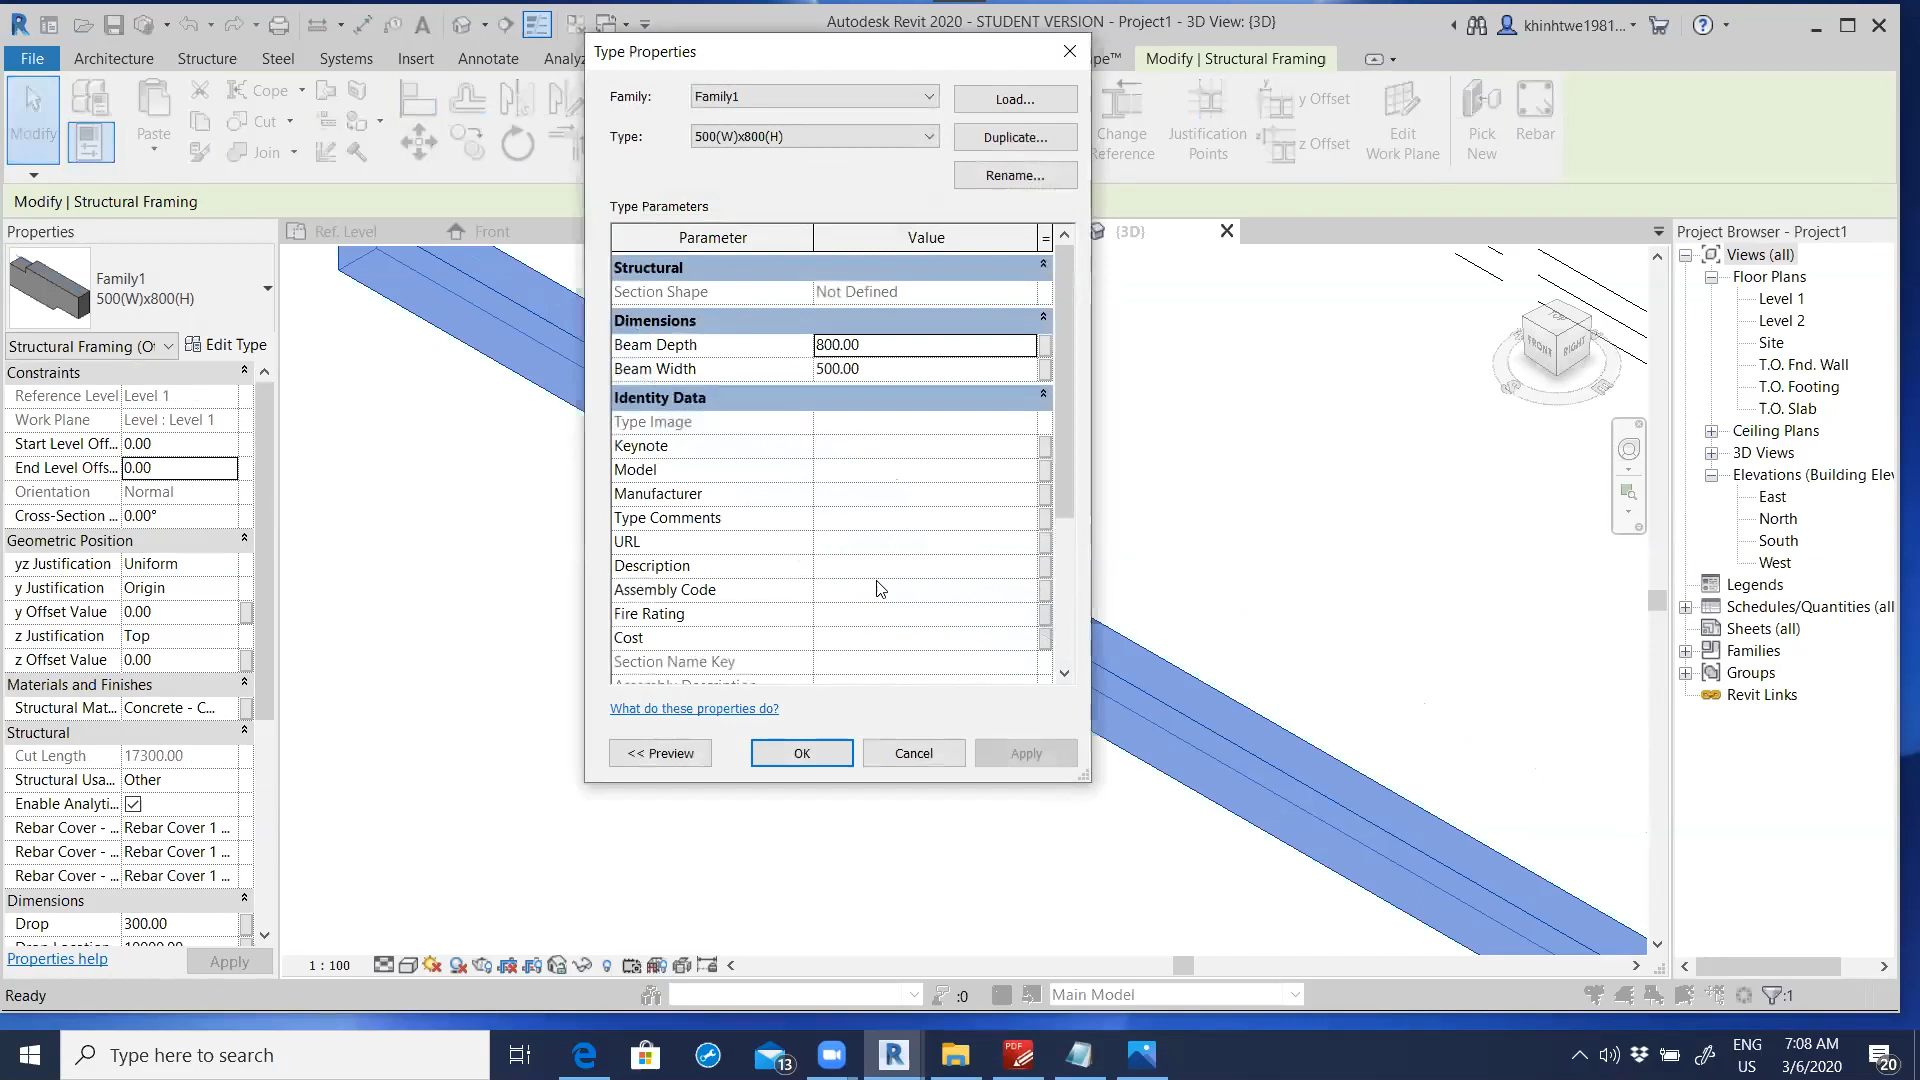 Autodesk Revit 2020 - STUDENT VERSION - Project1 - 3D View: {3D}
khinhtwe1981...
File Architecture Structure Steel Systems Insert Annotate Analyz
Modify | Structural Framing
Modify
Paste
Cope
Cut
Join
Change
Reference
Justification
Points
y Offset
z Offset
Edit
Work Plane
Pick
New
Rebar
Modify | Structural Framing
Properties
Family1
500(W)x800(H)
Structural Framing (Ot
Edit Type
Constraints
Reference Level Level 1
Work Plane Level : Level 1
Start Level Off... 0.00
End Level Offs... 0.00
Orientation Normal
Cross-Section ... 0.00°
Geometric Position
yz Justification Uniform
y Justification Origin
y Offset Value 0.00
z Justification Top
z Offset Value 0.00
Materials and Finishes
Structural Mat... Concrete - C...
Structural
Cut Length 17300.00
Structural Usa... Other
Enable Analyti...
Rebar Cover - ... Rebar Cover 1 ...
Rebar Cover - ... Rebar Cover 1 ...
Rebar Cover - ... Rebar Cover 1 ...
Dimensions
Drop 300.00
Properties help
Apply
Ref. Level
Front
{3D}
Type Properties
Family: Family1 Load...
Type: 500(W)x800(H) Duplicate...
Rename...
Type Parameters
Parameter Value =
Structural
Section Shape Not Defined
Dimensions
Beam Depth 800.00
Beam Width 500.00
Identity Data
Type Image
Keynote
Model
Manufacturer
Type Comments
URL
Description
Assembly Code
Fire Rating
Cost
Section Name Key
Assembly Description
What do these properties do?
<< Preview OK Cancel Apply
TOP
FRONT
RIGHT
Project Browser - Project1
Views (all)
Floor Plans
Level 1
Level 2
Site
T.O. Fnd. Wall
T.O. Footing
T.O. Slab
Ceiling Plans
3D Views
Elevations (Building Elev
East
North
South
West
Legends
Schedules/Quantities (all
Sheets (all)
Families
Groups
Revit Links
1 : 100
Ready
:0
Main Model
:1
Type here to search
13
PDF
ENG
US
7:08 AM
3/6/2020
20